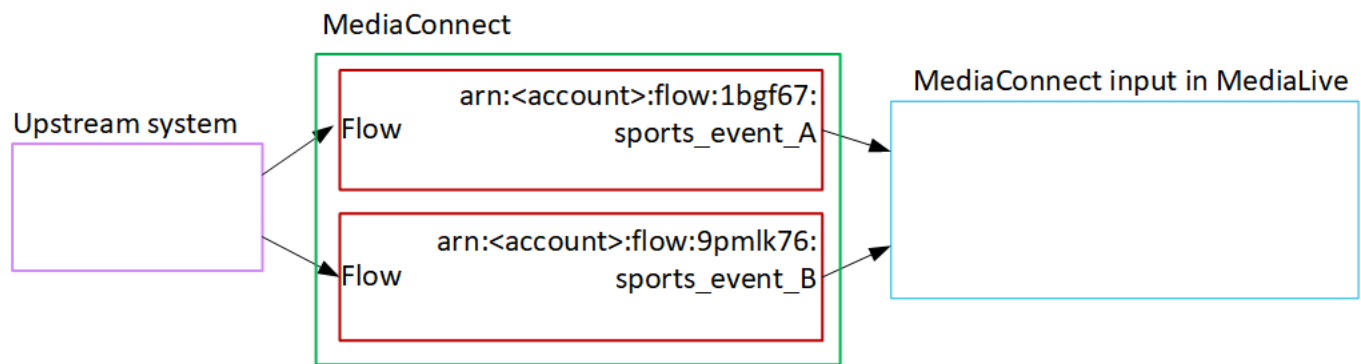 MediaConnect
Upstream system
Flow
arn:<account>:flow:1bgf67:
sports_event_A
Flow
arn:<account>:flow:9pmlk76:
sports_event_B
MediaConnect input in MediaLive